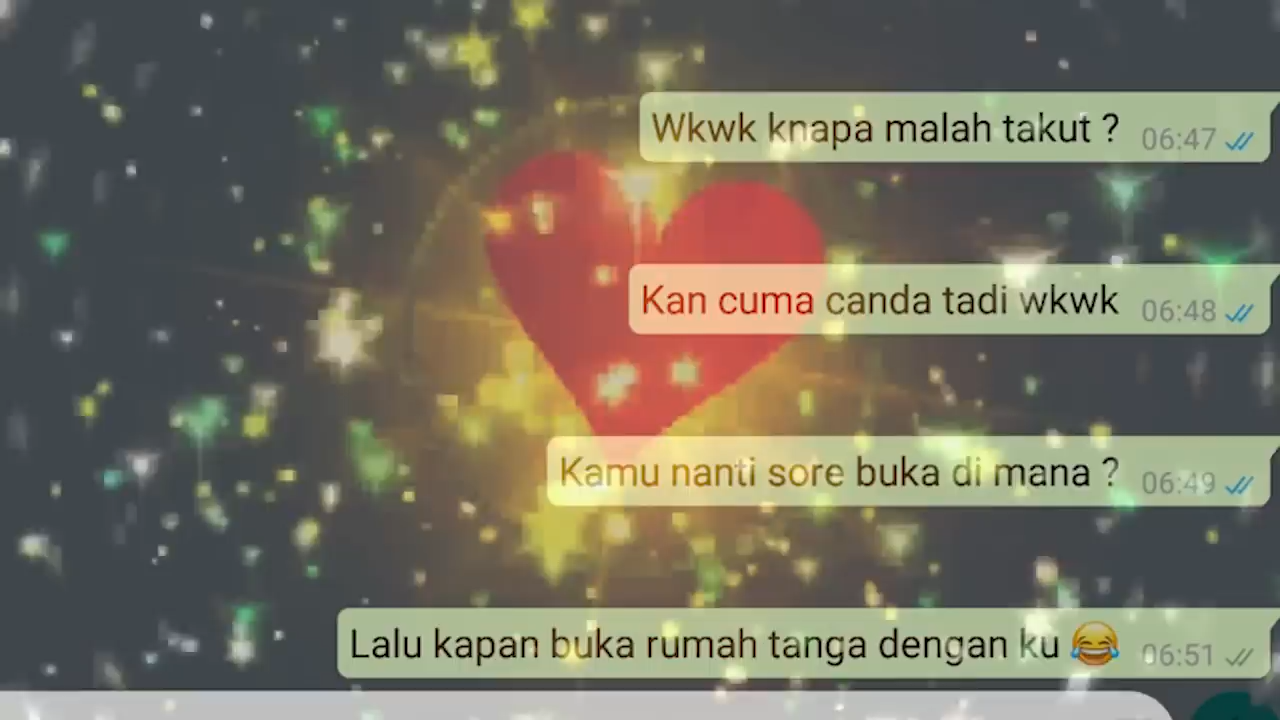 Wkwk knapa malah takut ? 06:47
Kan cuma canda tadi wkwk 06:48
Kamu nanti sore buka di mana ? 06:49
Lalu kapan buka rumah tanga dengan ku 😂 06:51